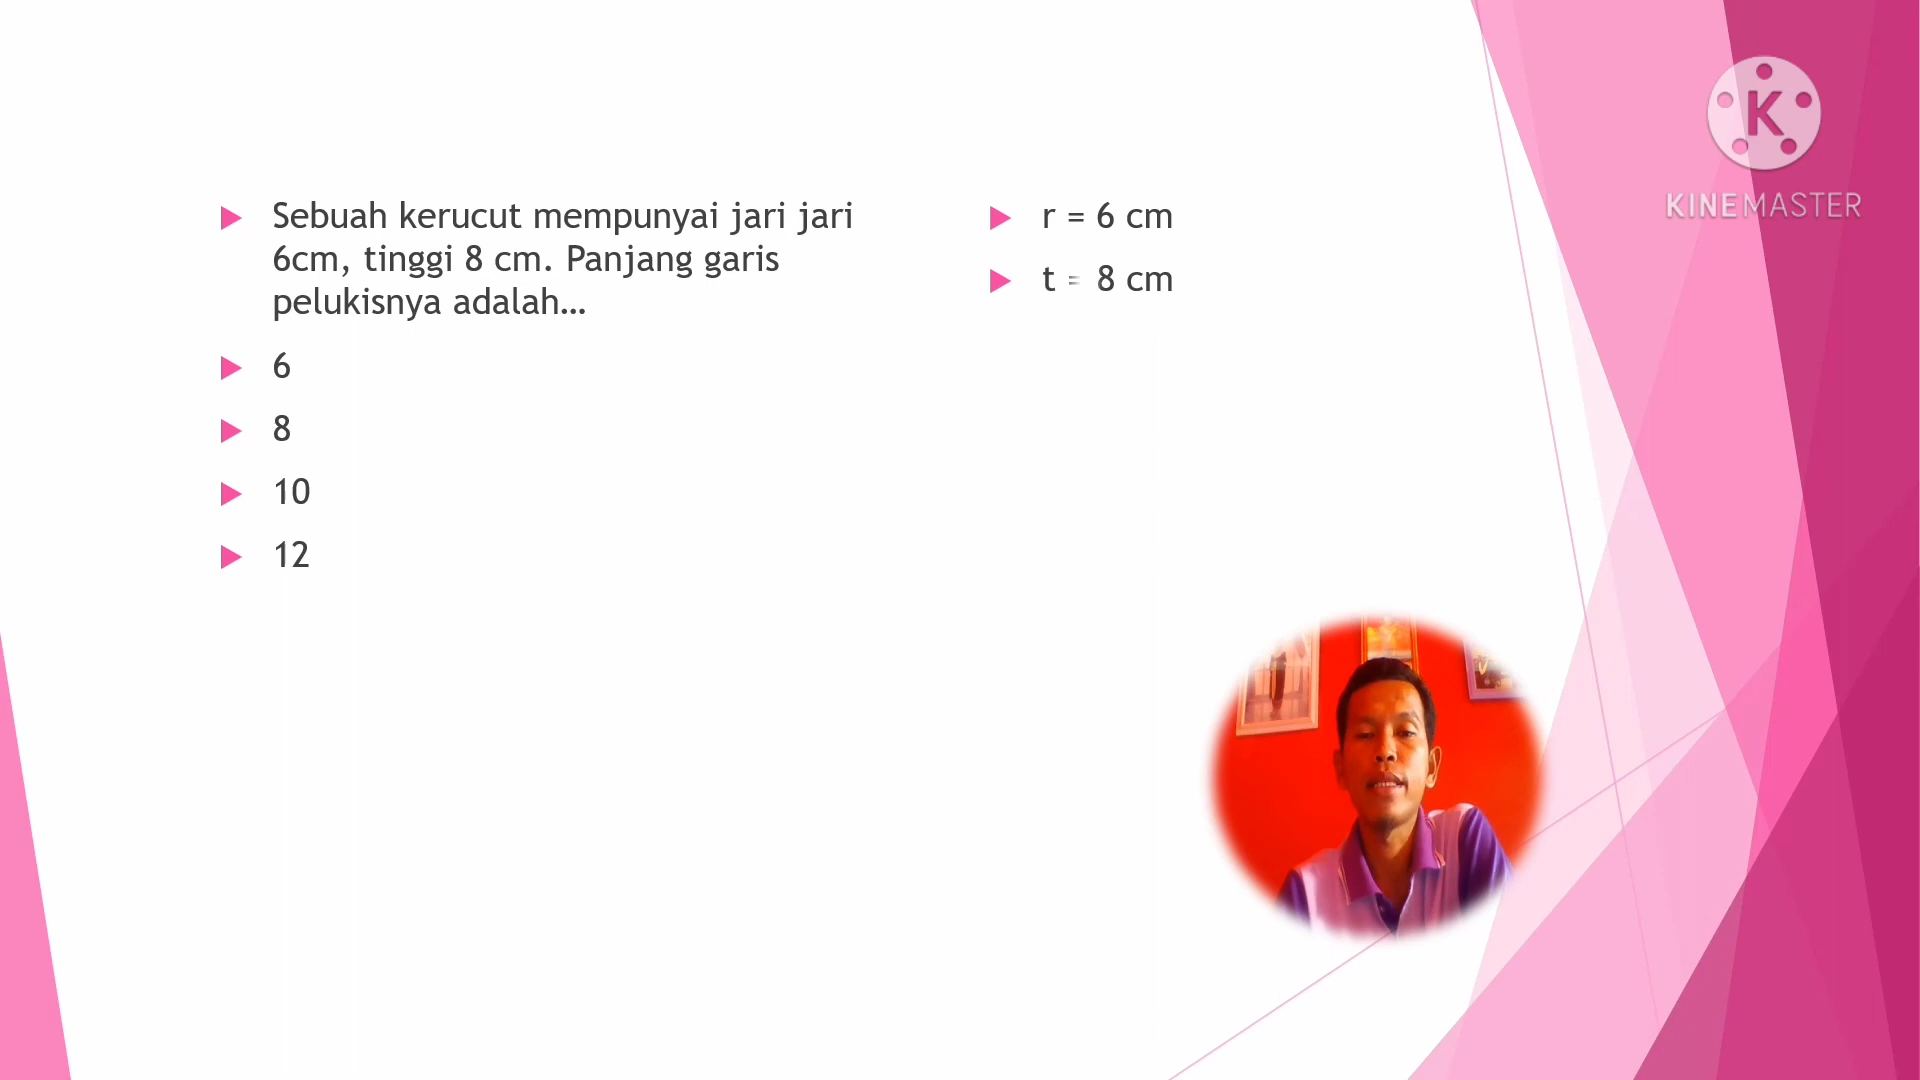 Sebuah kerucut mempunyai jari jari
6cm, tinggi 8 cm. Panjang garis
pelukisnya adalah…
6
8
10
12
r = 6 cm
t = 8 cm
K
KINEMASTER